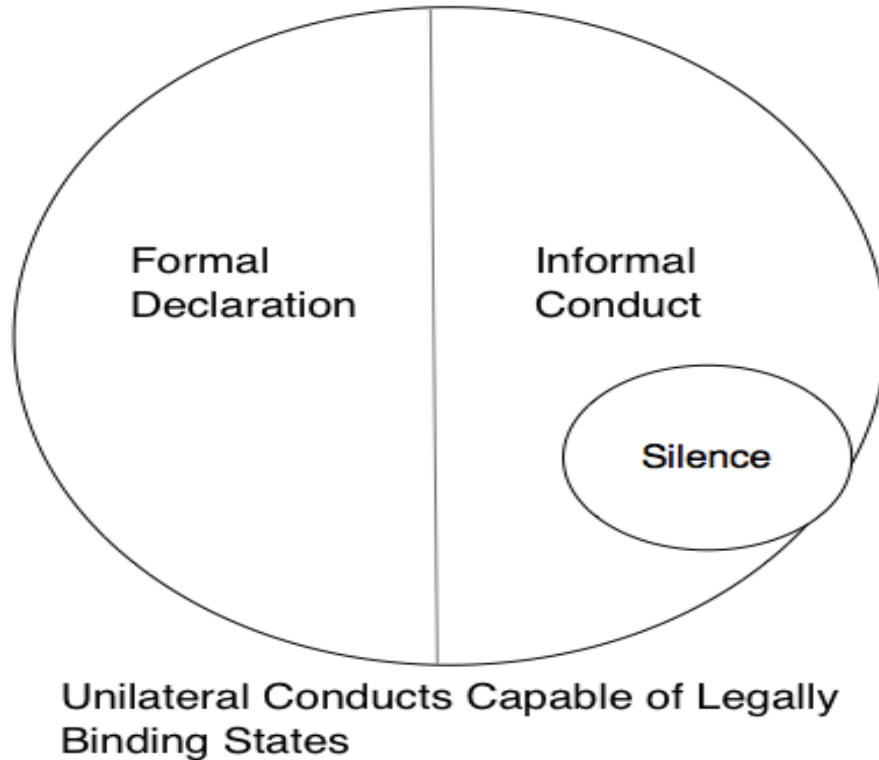 Formal
Declaration
Informal
Conduct
Silence
Unilateral Conducts Capable of Legally
Binding States